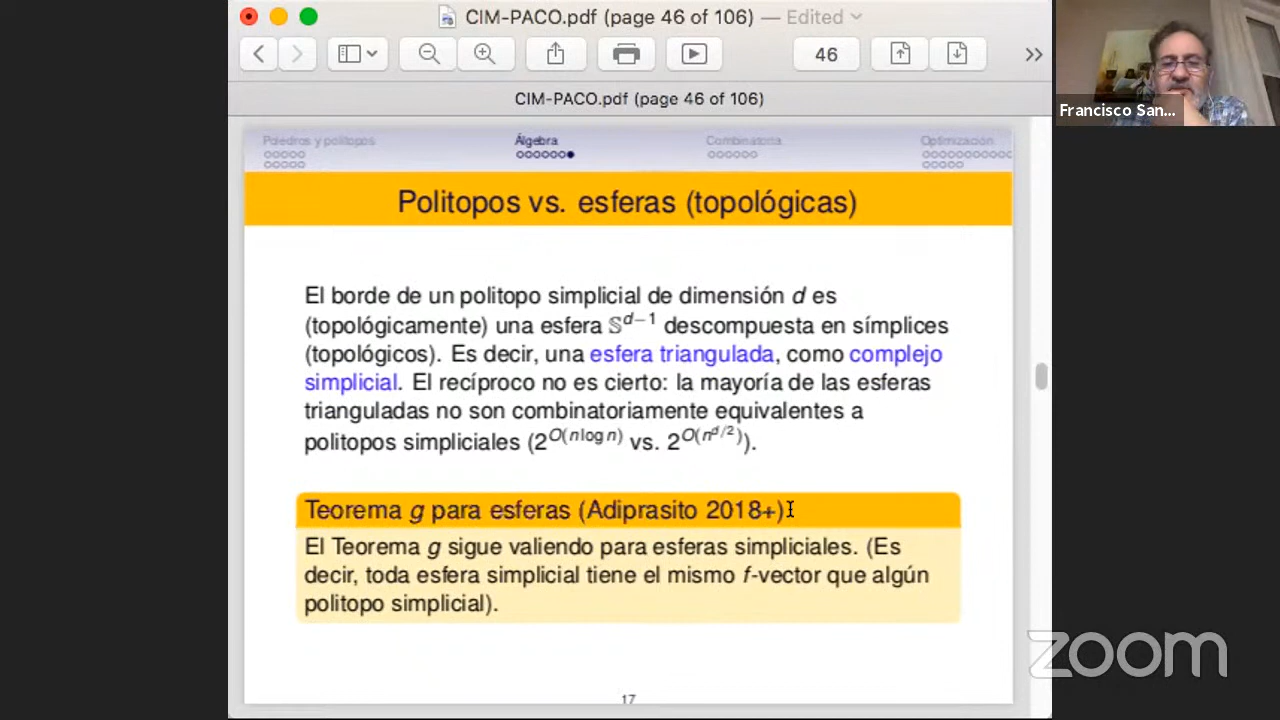 CIM-PACO.pdf (page 46 of 106) — Edited
46
CIM-PACO.pdf (page 46 of 106)
Francisco San...
Poliedros y politopos Álgebra Combinatoria Optimización
Politopos vs. esferas (topológicas)
El borde de un politopo simplicial de dimensión d es
(topológicamente) una esfera 𝕊^{d−1} descompuesta en símplices
(topológicos). Es decir, una esfera triangulada, como complejo
simplicial. El recíproco no es cierto: la mayoría de las esferas
trianguladas no son combinatoriamente equivalentes a
politopos simpliciales (2^{O(n log n)} vs. 2^{O(n^{d/2})}).
Teorema g para esferas (Adiprasito 2018+)
El Teorema g sigue valiendo para esferas simpliciales. (Es
decir, toda esfera simplicial tiene el mismo f-vector que algún
politopo simplicial).
17
zoom